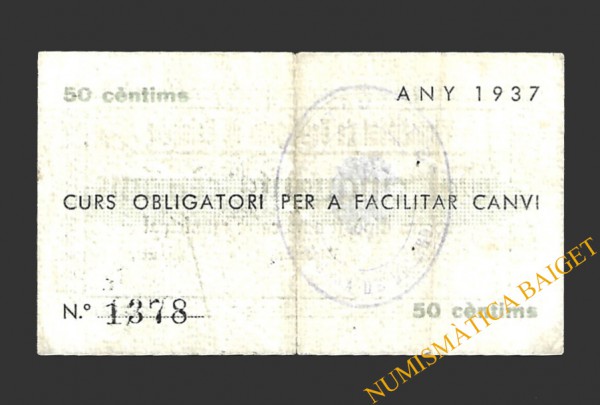 50 cèntims
ANY 1937
CURS OBLIGATORI PER A FACILITAR CANVI
N.º 1378
50 cèntims
NUMISMÀTICA BAIGET